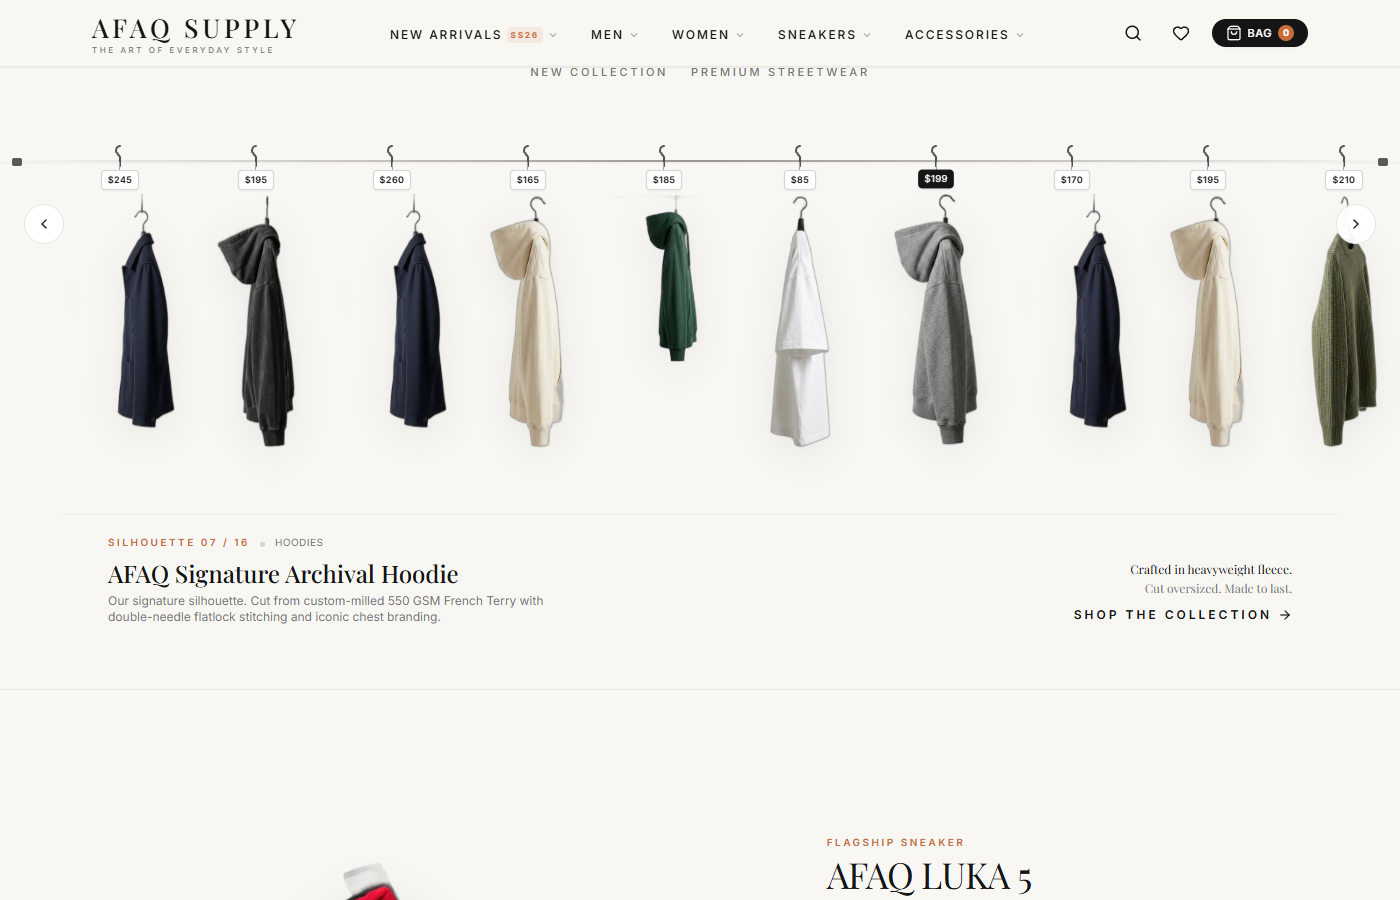 AFAQ SUPPLY
THE ART OF EVERYDAY STYLE
NEW ARRIVALS SS26 MEN WOMEN SNEAKERS ACCESSORIES
BAG 0
NEW COLLECTION PREMIUM STREETWEAR
$245 $195 $260 $165 $185 $85 $199 $170 $195 $210
SILHOUETTE 07 / 16 HOODIES
AFAQ Signature Archival Hoodie
Our signature silhouette. Cut from custom-milled 550 GSM French Terry with
double-needle flatlock stitching and iconic chest branding.
Crafted in heavyweight fleece.
Cut oversized. Made to last.
SHOP THE COLLECTION →
FLAGSHIP SNEAKER
AFAQ LUKA 5